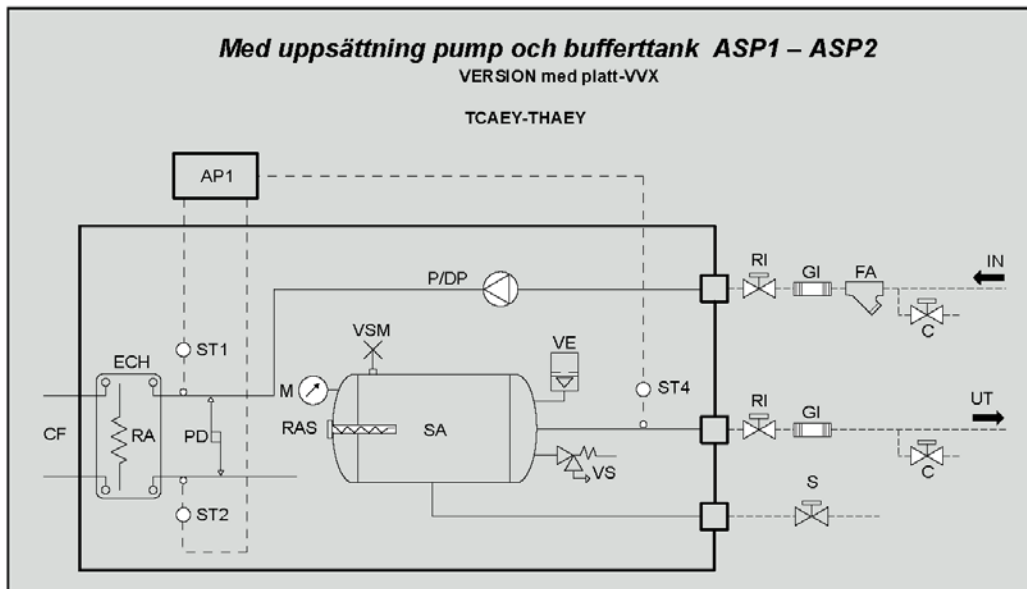 Med uppsättning pump och bufferttank ASP1 – ASP2
VERSION med platt-VVX
TCAEY-THAEY
AP1
RI
GI
FA
IN
P/DP
C
VSM
VE
ST1
ECH
M
ST4
RI
GI
UT
CF
RA
PD
RAS
SA
VS
C
S
ST2